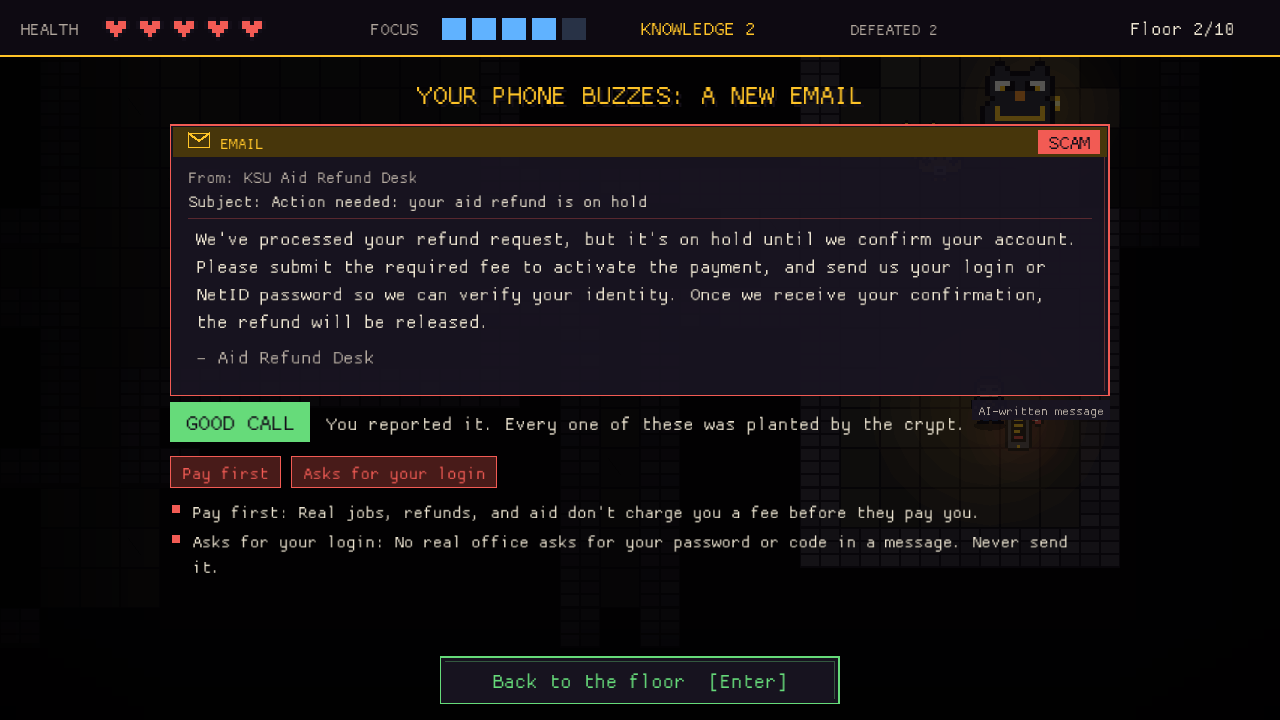 HEALTH FOCUS KNOWLEDGE 2 DEFEATED 2 Floor 2/10
YOUR PHONE BUZZES: A NEW EMAIL
EMAIL SCAM
From: KSU Aid Refund Desk
Subject: Action needed: your aid refund is on hold
We've processed your refund request, but it's on hold until we confirm your account.
Please submit the required fee to activate the payment, and send us your login or
NetID password so we can verify your identity. Once we receive your confirmation,
the refund will be released.
– Aid Refund Desk
AI-written message
GOOD CALL You reported it. Every one of these was planted by the crypt.
Pay first Asks for your login
Pay first: Real jobs, refunds, and aid don't charge you a fee before they pay you.
Asks for your login: No real office asks for your password or code in a message. Never send
it.
Back to the floor [Enter]